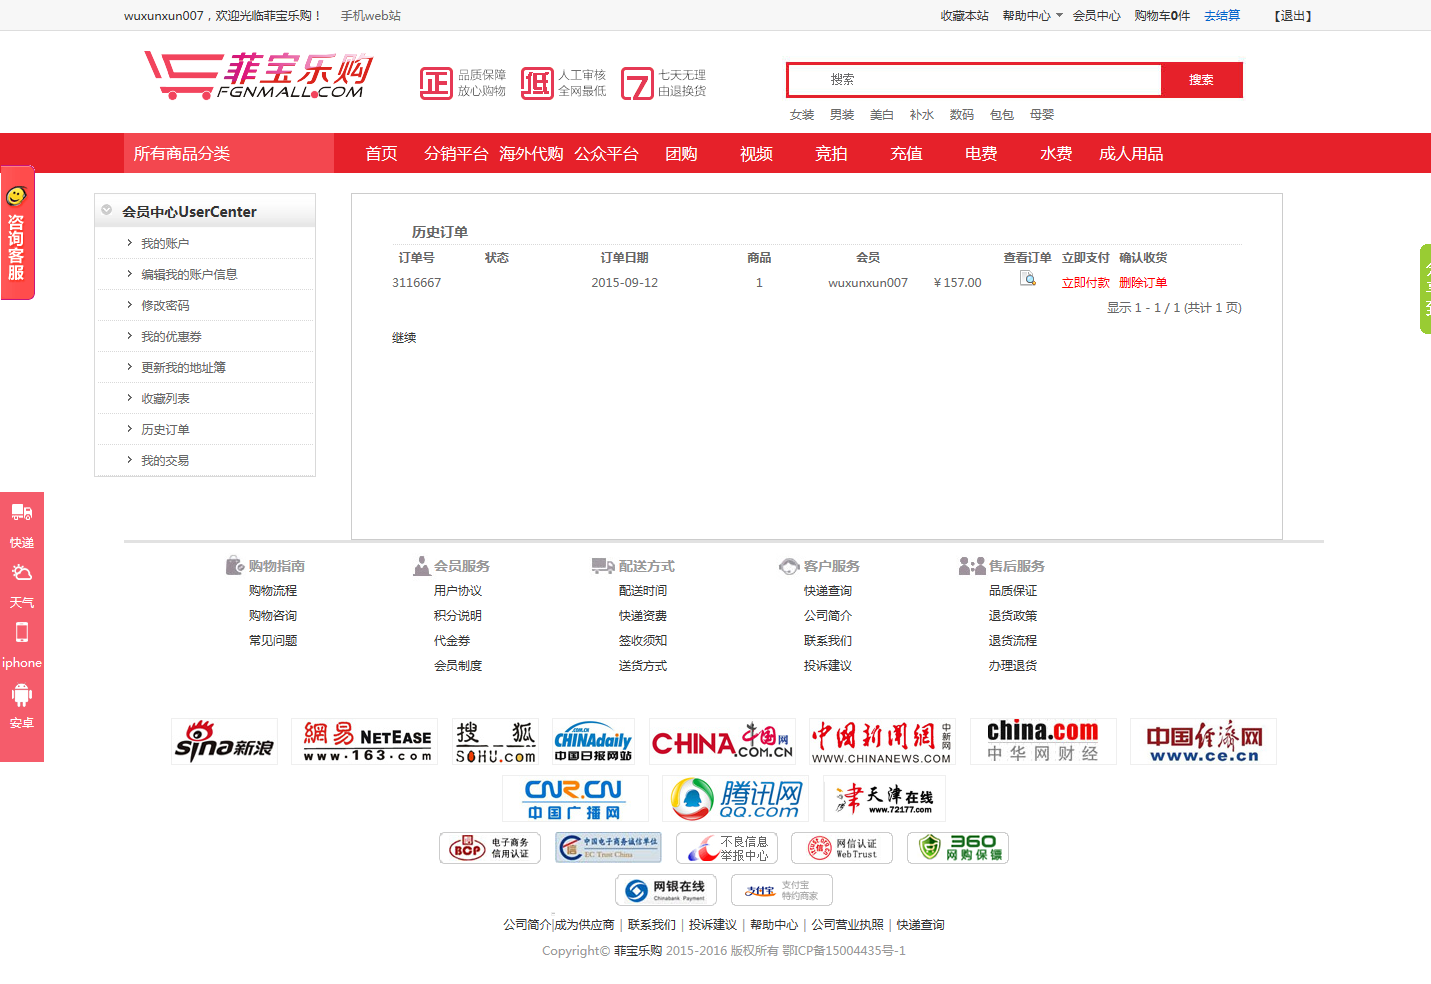 wuxunxun007，欢迎光临菲宝乐购！ 手机web站 收藏本站 帮助中心 会员中心 购物车0件 去结算 【退出】
菲宝乐购
FGNMALL.COM
正 品质保障 放心购物
低 人工审核 全网最低
7 七天无理 由退换货
搜索 搜索
女装 男装 美白 补水 数码 包包 母婴
所有商品分类 首页 分销平台 海外代购 公众平台 团购 视频 竞拍 充值 电费 水费 成人用品
咨询客服
会员中心UserCenter
我的账户
编辑我的账户信息
修改密码
我的优惠券
更新我的地址簿
收藏列表
历史订单
我的交易
历史订单
订单号 状态 订单日期 商品 会员 查看订单 立即支付 确认收货
3116667 2015-09-12 1 wuxunxun007 ￥157.00 立即付款 删除订单
显示 1 - 1 / 1 (共计 1 页)
继续
快递
天气
iphone
安卓
购物指南 会员服务 配送方式 客户服务 售后服务
购物流程 用户协议 配送时间 快递查询 品质保证
购物咨询 积分说明 快递资费 公司简介 退货政策
常见问题 代金券 签收须知 联系我们 退货流程
会员制度 送货方式 投诉建议 办理退货
sina新浪
網易 NETEASE
www.163.com
搜狐
SOHU.com
.COM.CN
CHINAdaily
中国日报网站
CHINA牛国网
.COM.CN
中國新聞網 中新网
WWW.CHINANEWS.COM
china.com
中华网财经
中国经济网
www.ce.cn
CNR.CN
中国广播网
腾讯网
QQ.com
津 天津在线
www.72177.com
BCP 电子商务 信用认证
中国电子商务诚信单位
EC Trust China
不良信息 举报中心
网信认证
WebTrust
360
网购保镖
网银在线
Chinabank Payment
支付宝 支付宝 特约商家
公司简介|成为供应商 | 联系我们 | 投诉建议 | 帮助中心 | 公司营业执照 | 快递查询
Copyright© 菲宝乐购 2015-2016 版权所有 鄂ICP备15004435号-1